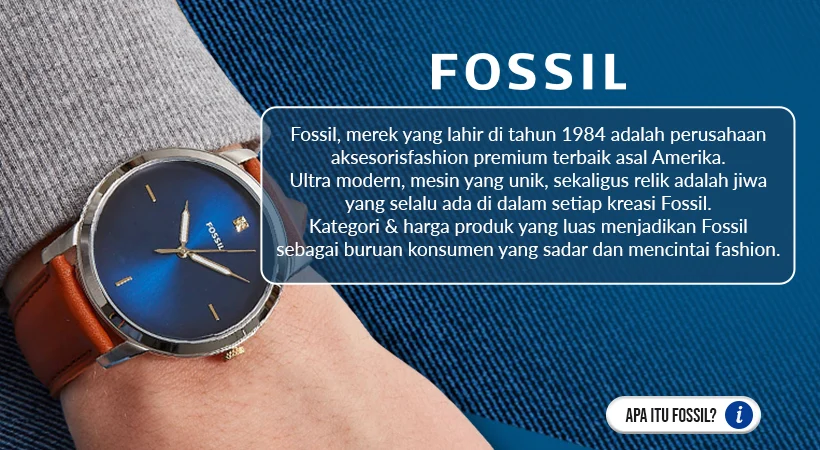 FOSSIL
Fossil, merek yang lahir di tahun 1984 adalah perusahaan
aksesorisfashion premium terbaik asal Amerika.
Ultra modern, mesin yang unik, sekaligus relik adalah jiwa
yang selalu ada di dalam setiap kreasi Fossil.
Kategori & harga produk yang luas menjadikan Fossil
sebagai buruan konsumen yang sadar dan mencintai fashion.
FOSSIL
APA ITU FOSSIL? i